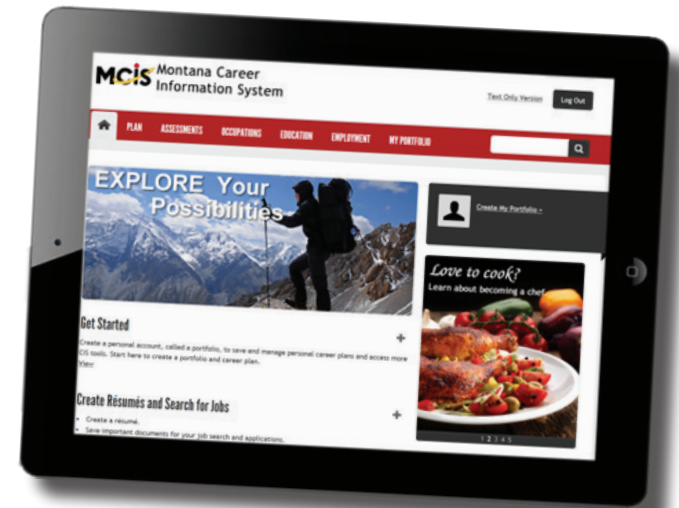 MCIS Montana Career
Information System
Text Only Version
Log Out
PLAN
ASSESSMENTS
OCCUPATIONS
EDUCATION
EMPLOYMENT
MY PORTFOLIO
EXPLORE Your
Possibilities
Create My Portfolio »
Love to cook?
Learn about becoming a chef
Get Started
Create a personal account, called a portfolio, to save and manage personal career plans and access more
CIS tools. Start here to create a portfolio and career plan.
View
Create Résumés and Search for Jobs
• Create a résumé.
• Save important documents for your job search and applications.
1 2 3 4 5